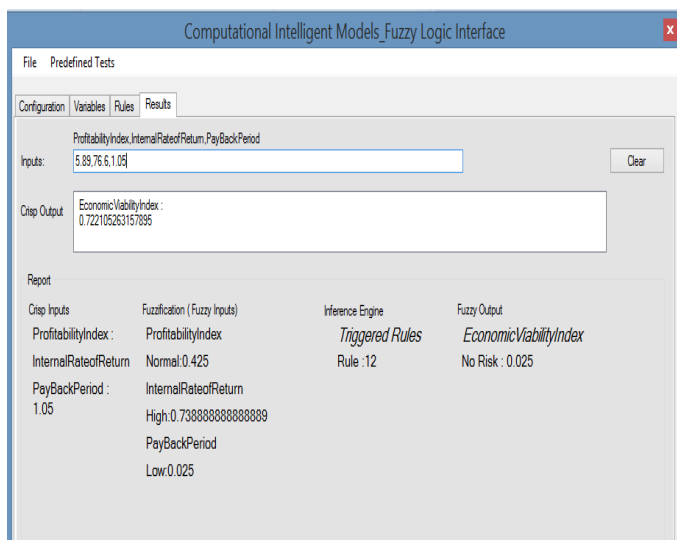 Computational Intelligent Models_Fuzzy Logic Interface
x
File Predefined Tests
Configuration Variables Rules Results
ProfitabilityIndex,InternalRateofReturn,PayBackPeriod
Inputs: 5.89,76.6,1.05 Clear
Crisp Output
EconomicViabilityIndex :
0.722105263157895
Report
Crisp Inputs
ProfitabilityIndex :
InternalRateofReturn
PayBackPeriod :
1.05
Fuzzification ( Fuzzy Inputs)
ProfitabilityIndex
Normal:0.425
InternalRateofReturn
High:0.738888888888889
PayBackPeriod
Low:0.025
Inference Engine
Triggered Rules
Rule :12
Fuzzy Output
EconomicViabilityIndex
No Risk : 0.025